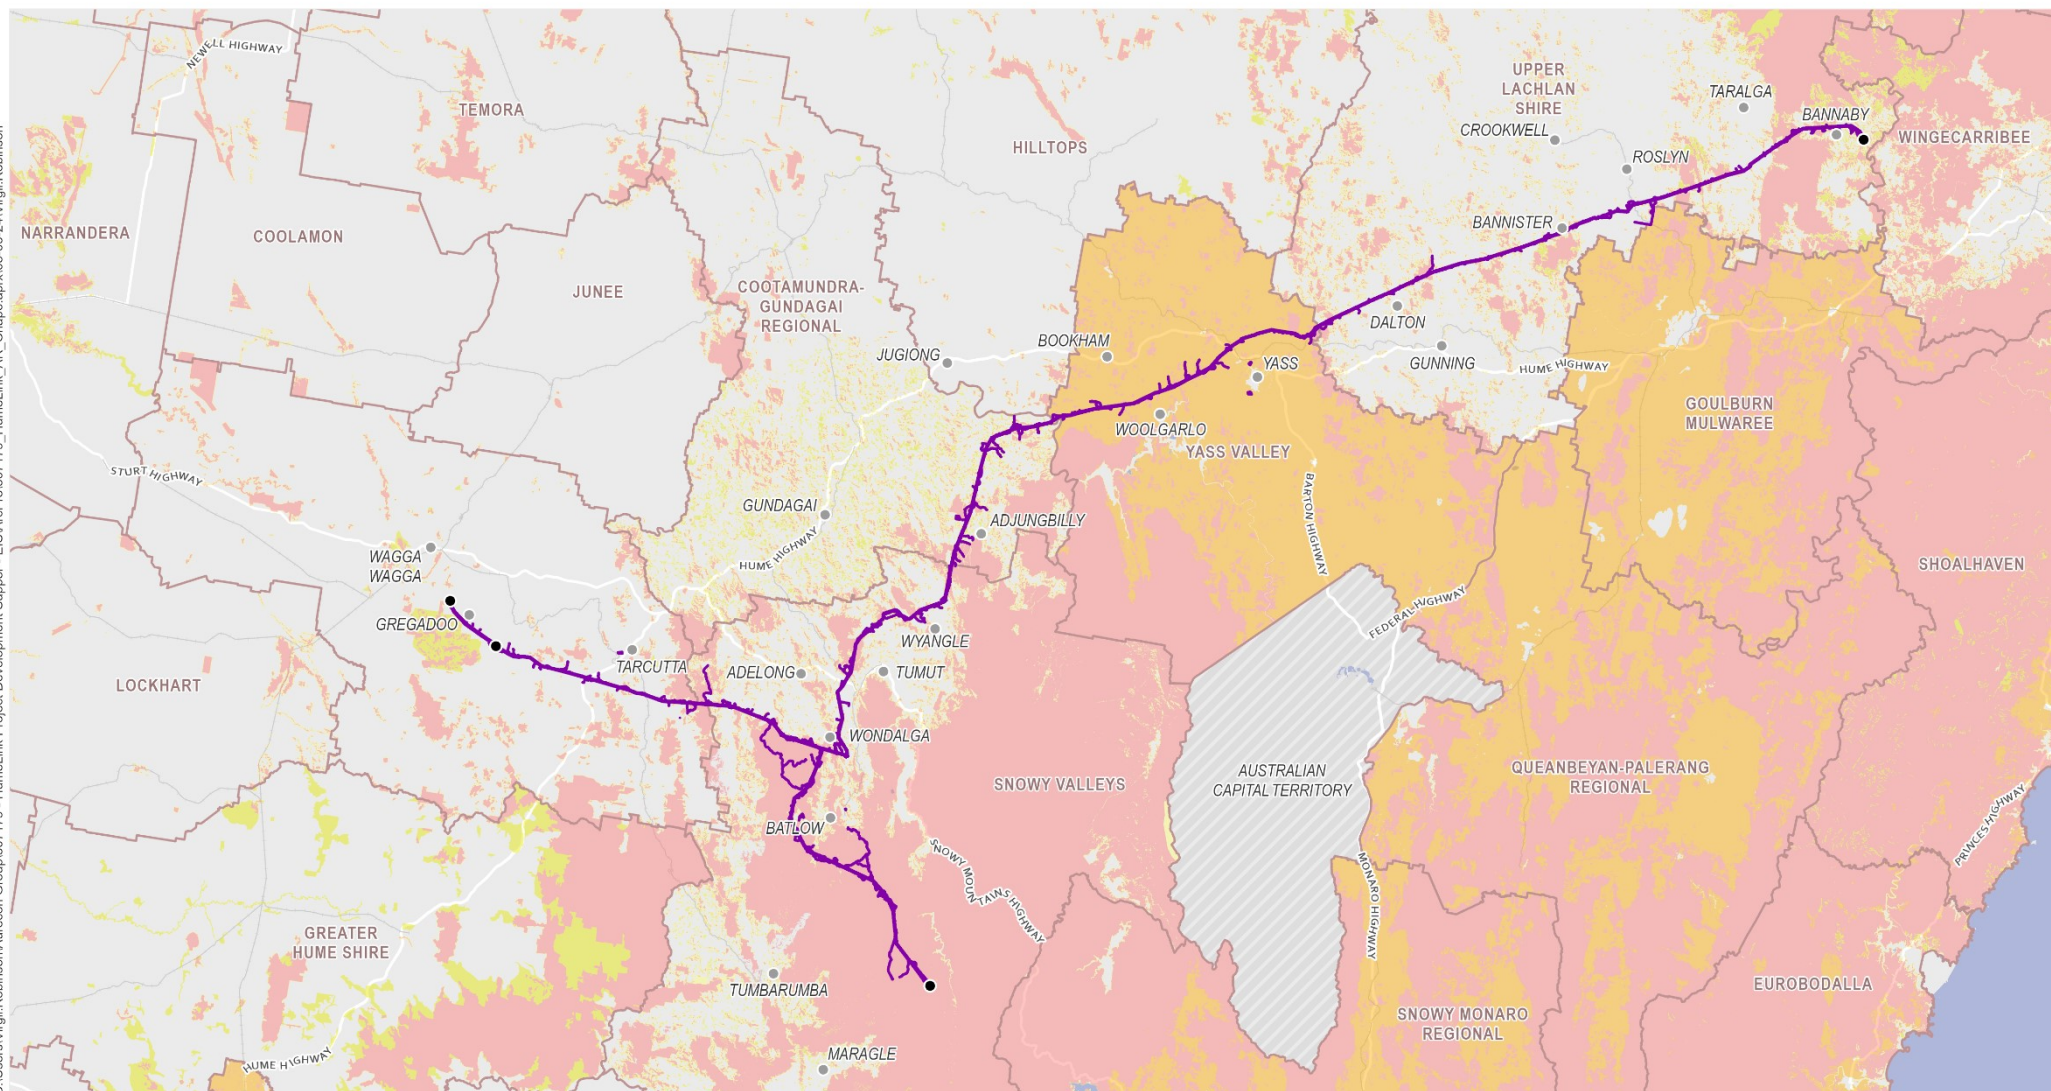 NEWELL HIGHWAY
TEMORA
UPPER
LACHLAN
SHIRE
TARALGA
BANNABY
CROOKWELL
HILLTOPS
WINGECARRIBEE
ROSLYN
NARRANDERA
COOLAMON
BANNISTER
JUNEE
COOTAMUNDRA-
GUNDAGAI
REGIONAL
DALTON
BOOKHAM
JUGIONG
YASS
GUNNING
HUME HIGHWAY
GOULBURN
MULWAREE
WOOLGARLO
YASS VALLEY
STURT HIGHWAY
BARTON HIGHWAY
GUNDAGAI
ADJUNGBILLY
HUME HIGHWAY
WAGGA
WAGGA
SHOALHAVEN
FEDERAL HIGHWAY
GREGADOO
WYANGLE
TARCUTTA
ADELONG
TUMUT
LOCKHART
WONDALGA
SNOWY VALLEYS
AUSTRALIAN
CAPITAL TERRITORY
QUEANBEYAN-PALERANG
REGIONAL
BATLOW
PRINCES HIGHWAY
SNOWY MOUNTAINS HIGHWAY
MONARO HIGHWAY
GREATER
HUME SHIRE
TUMBARUMBA
EUROBODALLA
SNOWY MONARO
REGIONAL
HUME HIGHWAY
MARAGLE